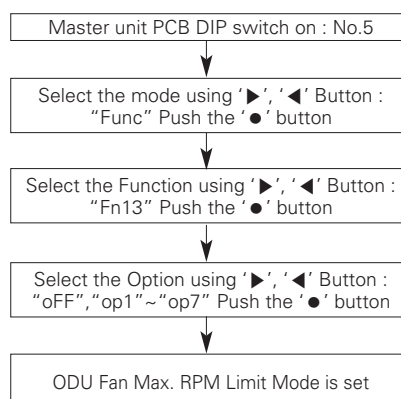 Master unit PCB DIP switch on : No.5
Select the mode using ‘▶’, ‘◀’ Button :
“Func” Push the ‘●’ button
Select the Function using ‘▶’, ‘◀’ Button :
“Fn13” Push the ‘●’ button
Select the Option using ‘▶’, ‘◀’ Button :
“oFF”,“op1”~“op7” Push the ‘●’ button
ODU Fan Max. RPM Limit Mode is set